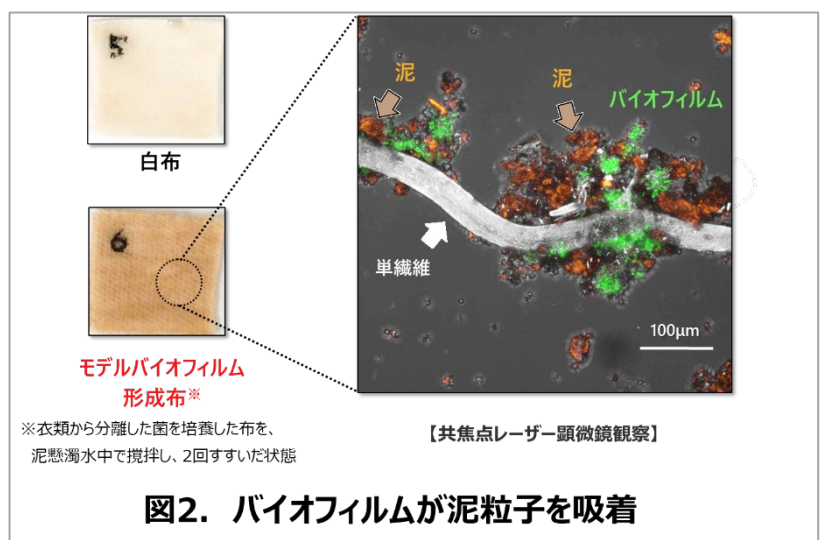 5
白布
6
モデルバイオフィルム
形成布※
※衣類から分離した菌を培養した布を、
泥懸濁水中で撹拌し、2回すすいだ状態
泥
泥
バイオフィルム
単繊維
100μm
【共焦点レーザー顕微鏡観察】
図2. バイオフィルムが泥粒子を吸着